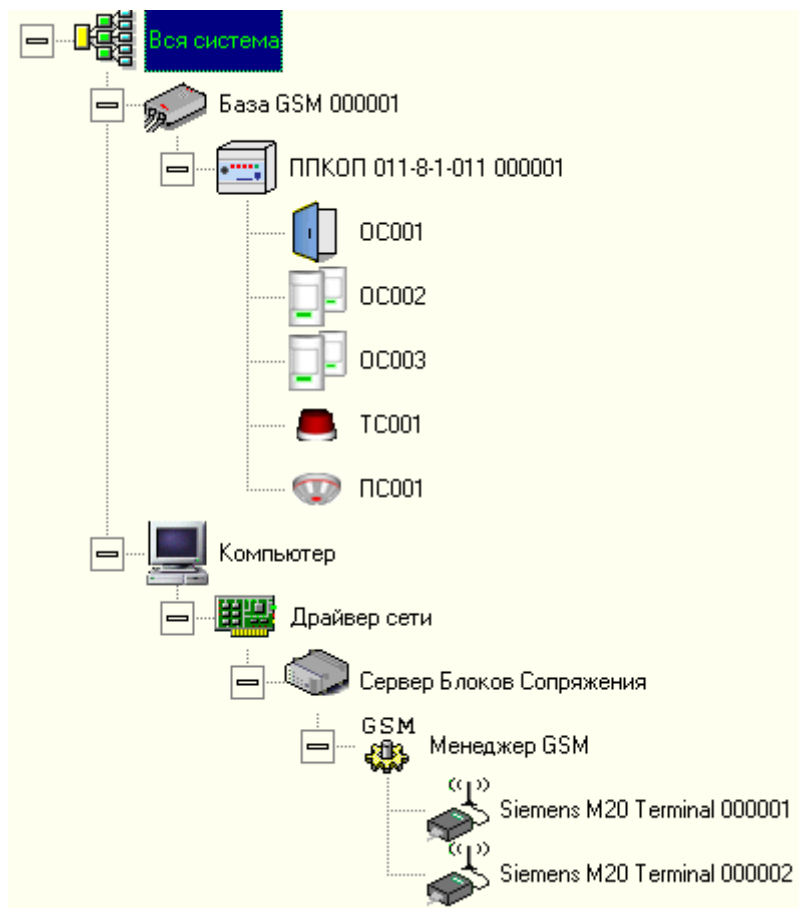 Вся система
База GSM 000001
ППКОП 011-8-1-011 000001
ОС001
ОС002
ОС003
ТС001
ПС001
Компьютер
Драйвер сети
Сервер Блоков Сопряжения
GSM
Менеджер GSM
Siemens M20 Terminal 000001
Siemens M20 Terminal 000002